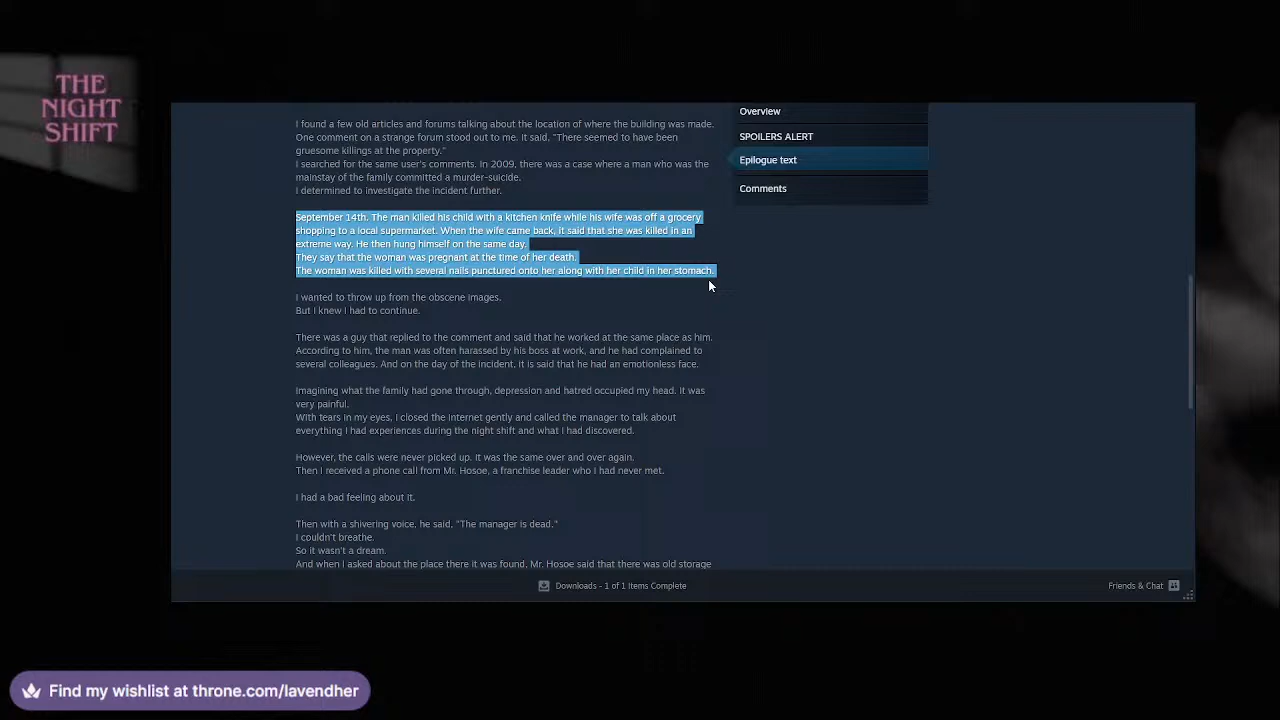 THE
NIGHT
SHIFT
I found a few old articles and forums talking about the location of where the building was made.
One comment on a strange forum stood out to me. It said, "There seemed to have been
gruesome killings at the property."
I searched for the same user's comments. In 2009, there was a case where a man who was the
mainstay of the family committed a murder-suicide.
I determined to investigate the incident further.
September 14th. The man killed his child with a kitchen knife while his wife was off a grocery
shopping to a local supermarket. When the wife came back, it said that she was killed in an
extreme way. He then hung himself on the same day.
They say that the woman was pregnant at the time of her death.
The woman was killed with several nails punctured onto her along with her child in her stomach.
I wanted to throw up from the obscene images.
But I knew I had to continue.
There was a guy that replied to the comment and said that he worked at the same place as him.
According to him, the man was often harassed by his boss at work, and he had complained to
several colleagues. And on the day of the incident, it is said that he had an emotionless face.
Imagining what the family had gone through, depression and hatred occupied my head. It was
very painful.
With tears in my eyes, I closed the Internet gently and called the manager to talk about
everything I had experiences during the night shift and what I had discovered.
However, the calls were never picked up. It was the same over and over again.
Then I received a phone call from Mr. Hosoe, a franchise leader who I had never met.
I had a bad feeling about it.
Then with a shivering voice, he said, "The manager is dead."
I couldn't breathe.
So it wasn't a dream.
And when I asked about the place there it was found, Mr. Hosoe said that there was old storage
Overview
SPOILERS ALERT
Epilogue text
Comments
Downloads - 1 of 1 Items Complete
Friends & Chat
Find my wishlist at throne.com/lavendher